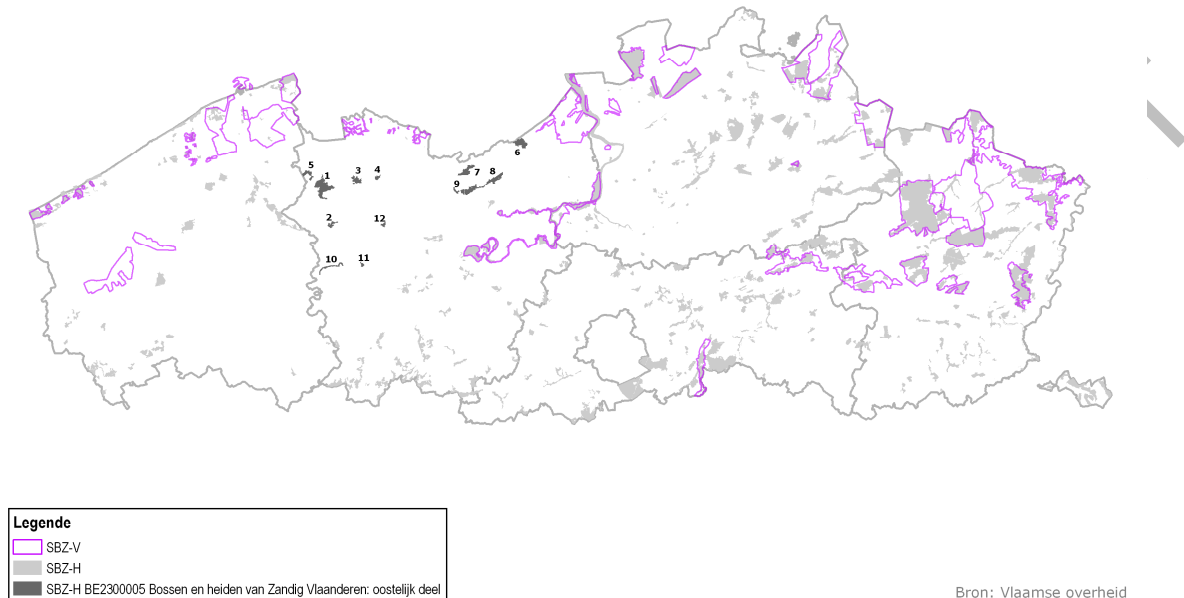 6
5
1
3
4
7
8
9
2
12
10
11
Legende
SBZ-V
SBZ-H
SBZ-H BE2300005 Bossen en heiden van Zandig Vlaanderen: oostelijk deel
Bron: Vlaamse overheid